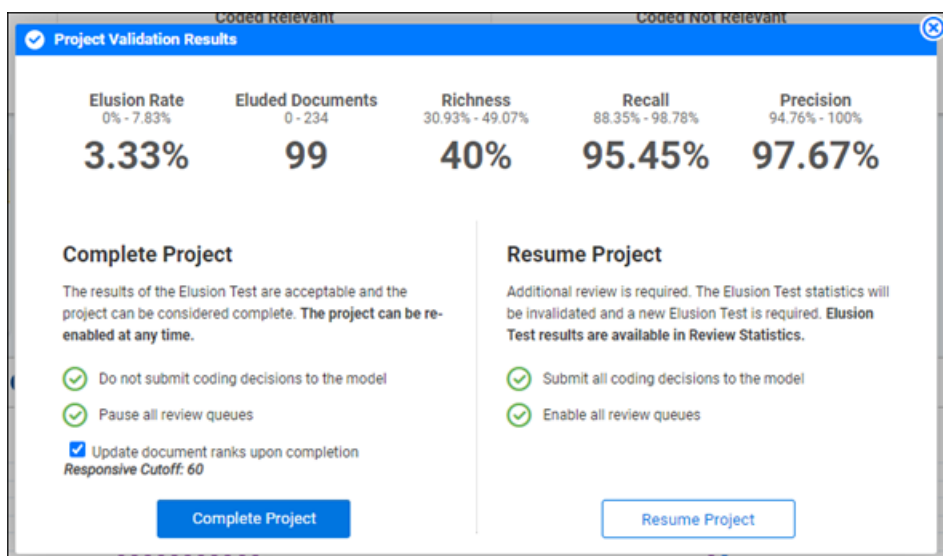 Coded Relevant Coded Not Relevant
Project Validation Results
Elusion Rate Eluded Documents Richness Recall Precision
0% - 7.83% 0 - 234 30.93% - 49.07% 88.35% - 98.78% 94.76% - 100%
3.33% 99 40% 95.45% 97.67%
Complete Project
The results of the Elusion Test are acceptable and the
project can be considered complete. The project can be re-
enabled at any time.
Do not submit coding decisions to the model
Pause all review queues
Update document ranks upon completion
Responsive Cutoff: 60
Complete Project
Resume Project
Additional review is required. The Elusion Test statistics will
be invalidated and a new Elusion Test is required. Elusion
Test results are available in Review Statistics.
Submit all coding decisions to the model
Enable all review queues
Resume Project